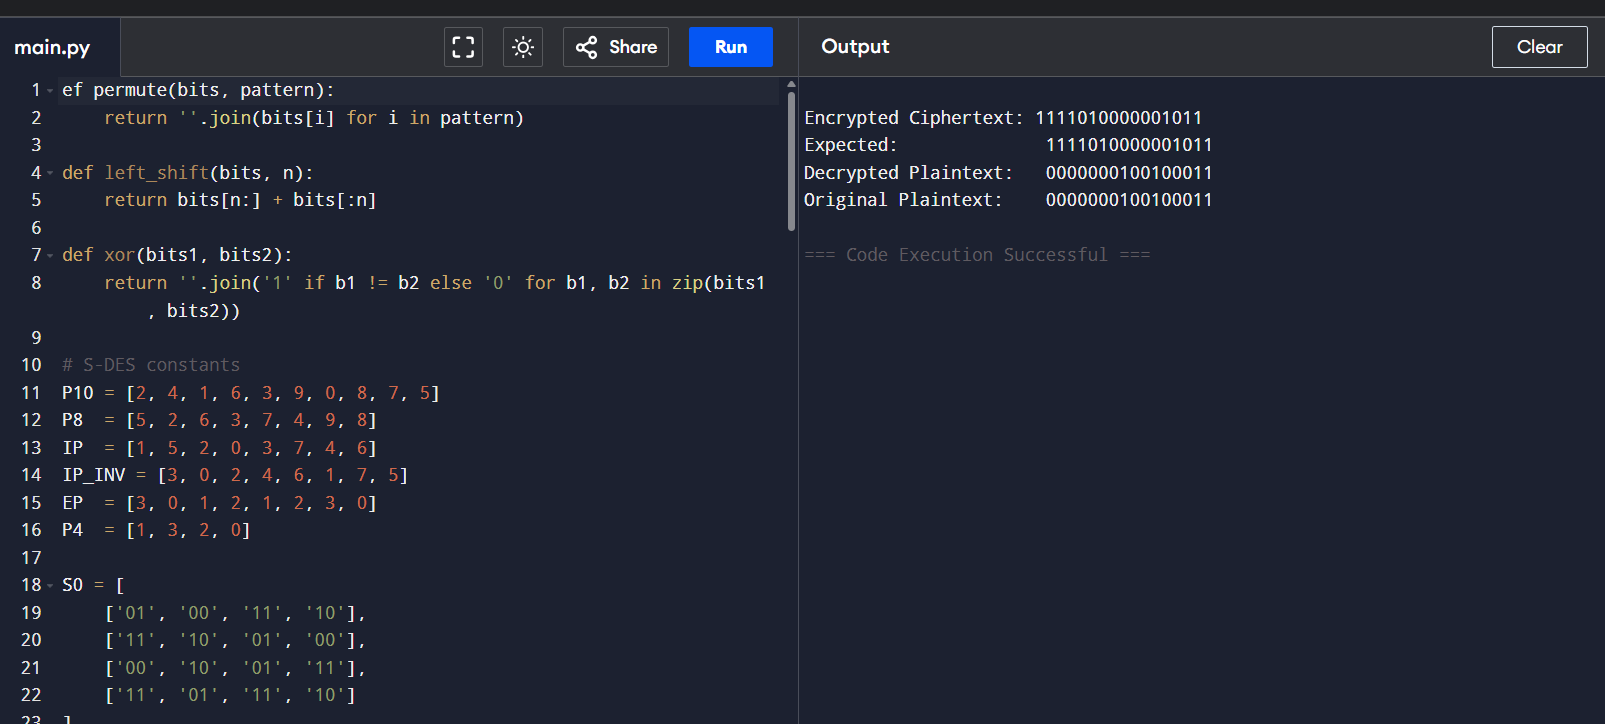 main.py
Share
Run
Output
Clear
1 ef permute(bits, pattern):
2     return ''.join(bits[i] for i in pattern)
3
4 def left_shift(bits, n):
5     return bits[n:] + bits[:n]
6
7 def xor(bits1, bits2):
8     return ''.join('1' if b1 != b2 else '0' for b1, b2 in zip(bits1
        , bits2))
9
10 # S-DES constants
11 P10 = [2, 4, 1, 6, 3, 9, 0, 8, 7, 5]
12 P8  = [5, 2, 6, 3, 7, 4, 9, 8]
13 IP  = [1, 5, 2, 0, 3, 7, 4, 6]
14 IP_INV = [3, 0, 2, 4, 6, 1, 7, 5]
15 EP  = [3, 0, 1, 2, 1, 2, 3, 0]
16 P4  = [1, 3, 2, 0]
17
18 S0 = [
19     ['01', '00', '11', '10'],
20     ['11', '10', '01', '00'],
21     ['00', '10', '01', '11'],
22     ['11', '01', '11', '10']
23 ]
Encrypted Ciphertext: 1111010000001011
Expected:              1111010000001011
Decrypted Plaintext:   0000000100100011
Original Plaintext:    0000000100100011
=== Code Execution Successful ===